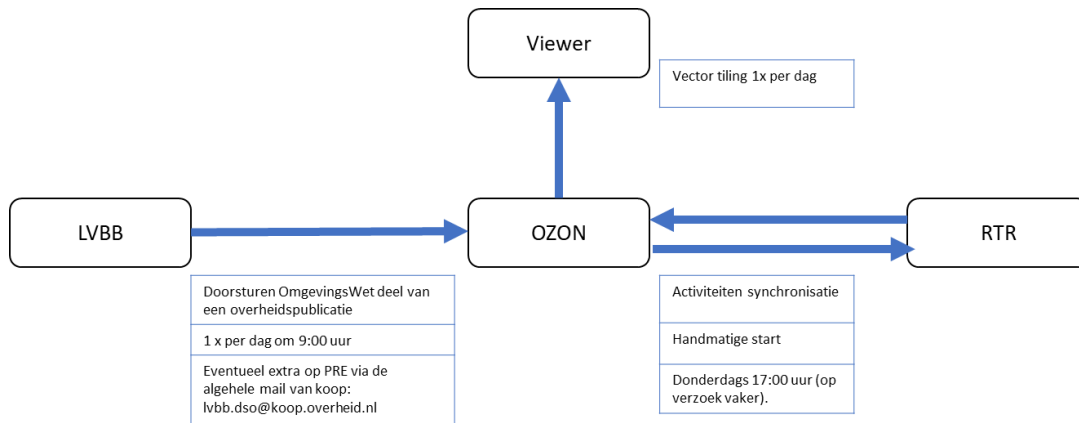 Viewer
Vector tiling 1x per dag
LVBB
OZON
RTR
Doorsturen OmgevingsWet deel van
een overheidspublicatie
1 x per dag om 9:00 uur
Eventueel extra op PRE via de
algehele mail van koop:
lvbb.dso@koop.overheid.nl
Activiteiten synchronisatie
Handmatige start
Donderdags 17:00 uur (op
verzoek vaker).